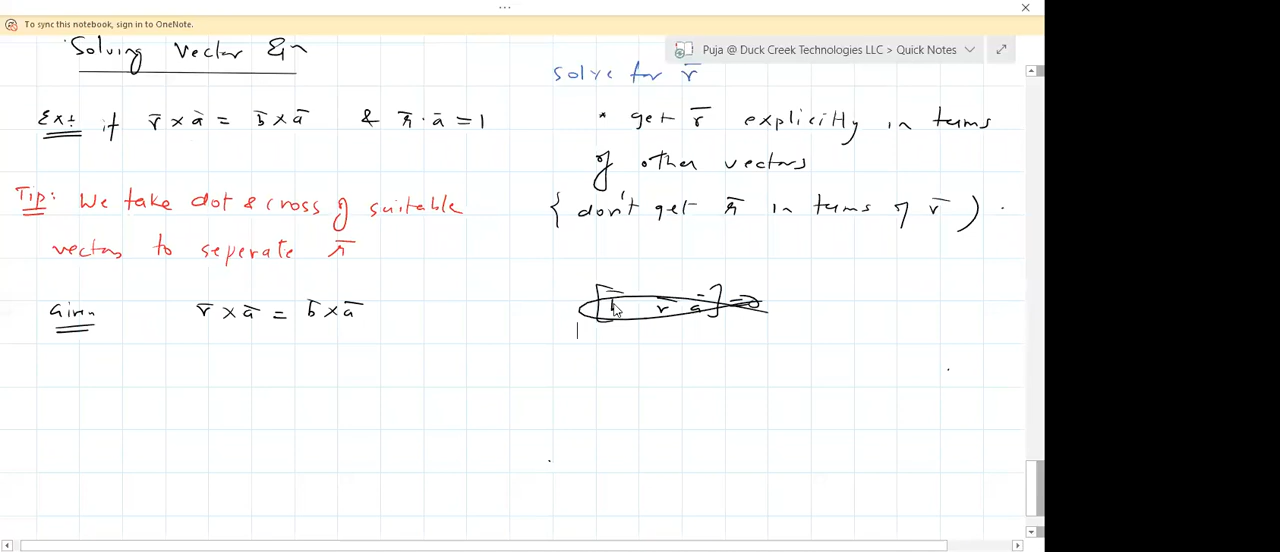 ...
To sync this notebook, sign in to OneNote.
Puja @ Duck Creek Technologies LLC > Quick Notes
Solving Vector Eqn
solve for r̄
Ex: if r̄ × ā = b̄ × ā & r̄ · ā = 1
* get r̄ explicitly in terms
of other vectors
Tip: We take dot & cross of suitable
{ don't get r̄ in terms of r̄ ) .
vectors to seperate r̄
Given r̄ × ā = b̄ × ā
[b̄ r̄ ā] = 0